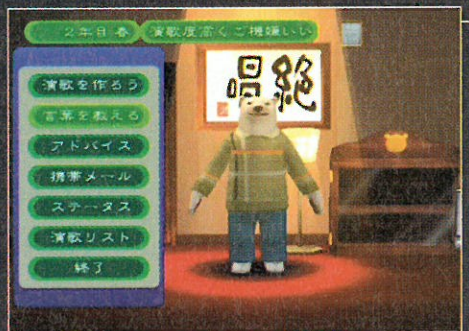 2年目 春 演歌度高くご機嫌いい
絶唱
演歌を作ろう
言葉を教える
アドバイス
携帯メール
ステータス
演歌リスト
終了